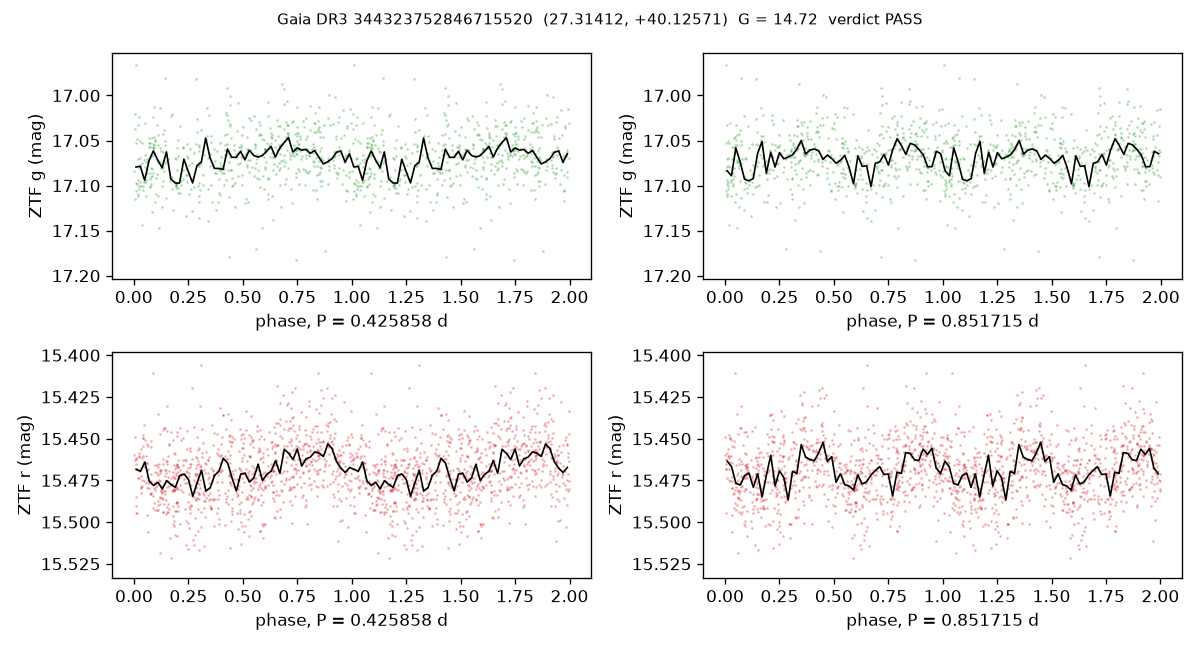 Gaia DR3 344323752846715520  (27.31412, +40.12571)  G = 14.72  verdict PASS
ZTF g (mag)
17.00
17.05
17.10
17.15
17.20
0.00 0.25 0.50 0.75 1.00 1.25 1.50 1.75 2.00
phase, P = 0.425858 d
ZTF g (mag)
17.00
17.05
17.10
17.15
17.20
0.00 0.25 0.50 0.75 1.00 1.25 1.50 1.75 2.00
phase, P = 0.851715 d
ZTF r (mag)
15.400
15.425
15.450
15.475
15.500
15.525
0.00 0.25 0.50 0.75 1.00 1.25 1.50 1.75 2.00
phase, P = 0.425858 d
ZTF r (mag)
15.400
15.425
15.450
15.475
15.500
15.525
0.00 0.25 0.50 0.75 1.00 1.25 1.50 1.75 2.00
phase, P = 0.851715 d